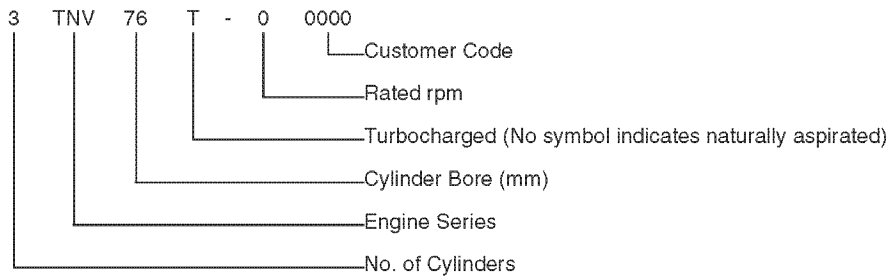 3 TNV 76 T - 0 0000
Customer Code
Rated rpm
Turbocharged (No symbol indicates naturally aspirated)
Cylinder Bore (mm)
Engine Series
No. of Cylinders